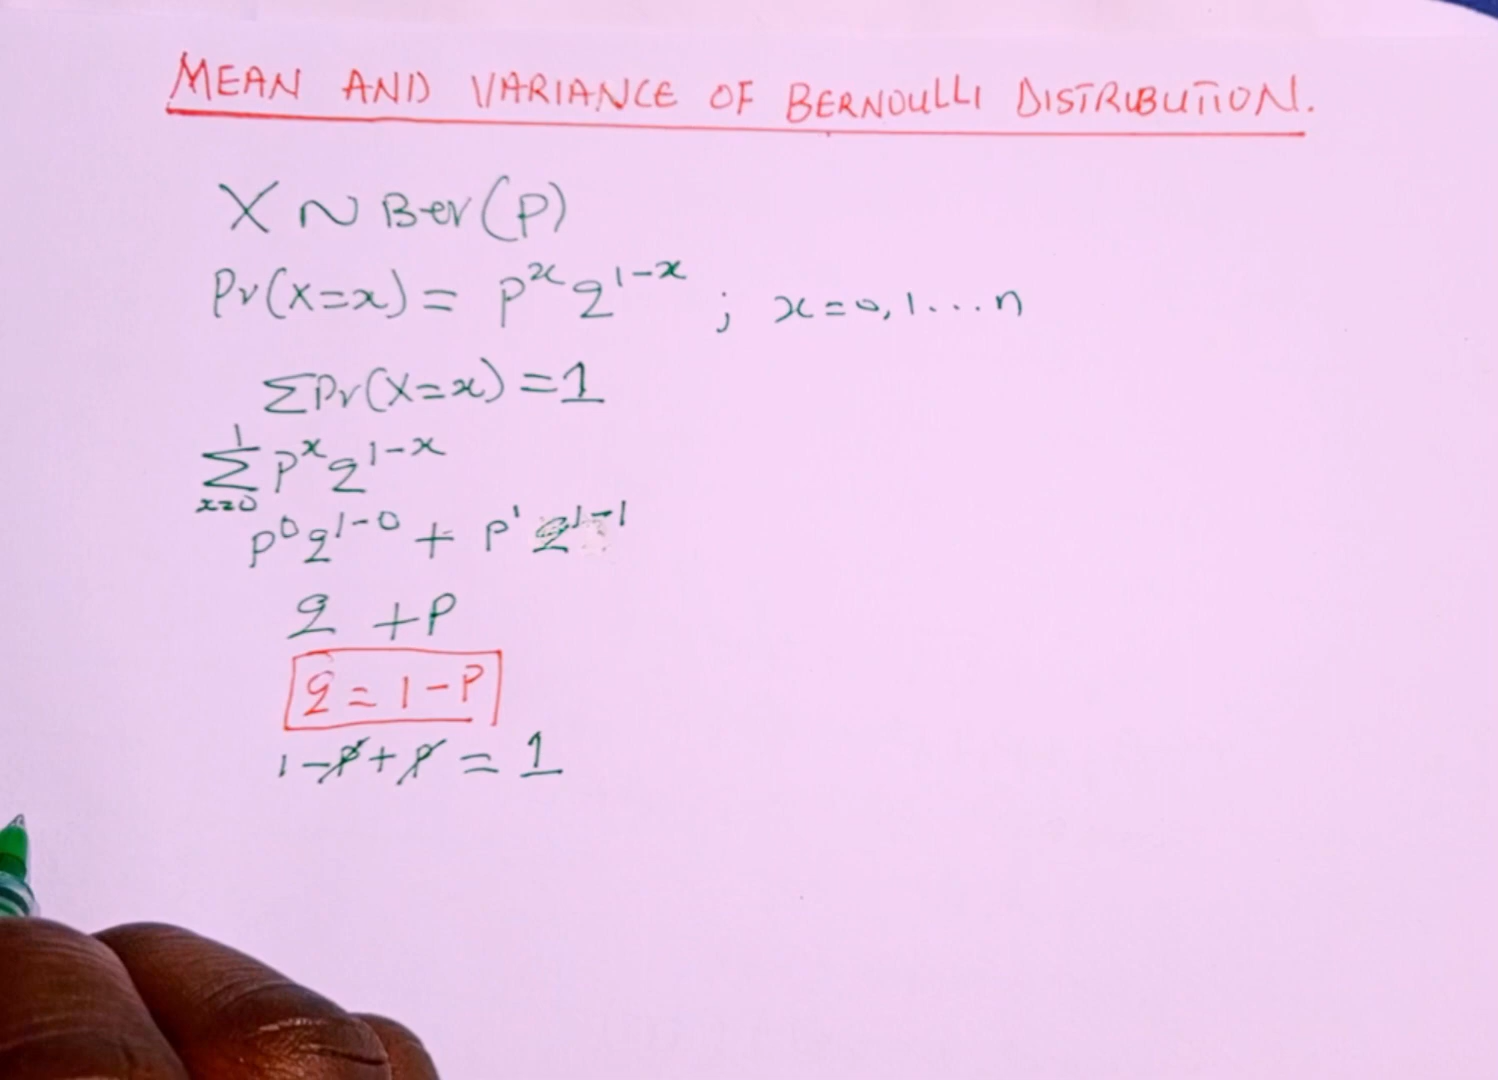 MEAN AND VARIANCE OF BERNOULLI DISTRIBUTION.
X ~ Ber(P)
Pr(X=x) = p^x q^1-x ; x=0,1...n
ΣPr(X=x) = 1
Σ_x=0^1 p^x q^1-x
p^0 q^1-0 + p^1 q^1-1
q + P
q = 1-P
1-p+p = 1